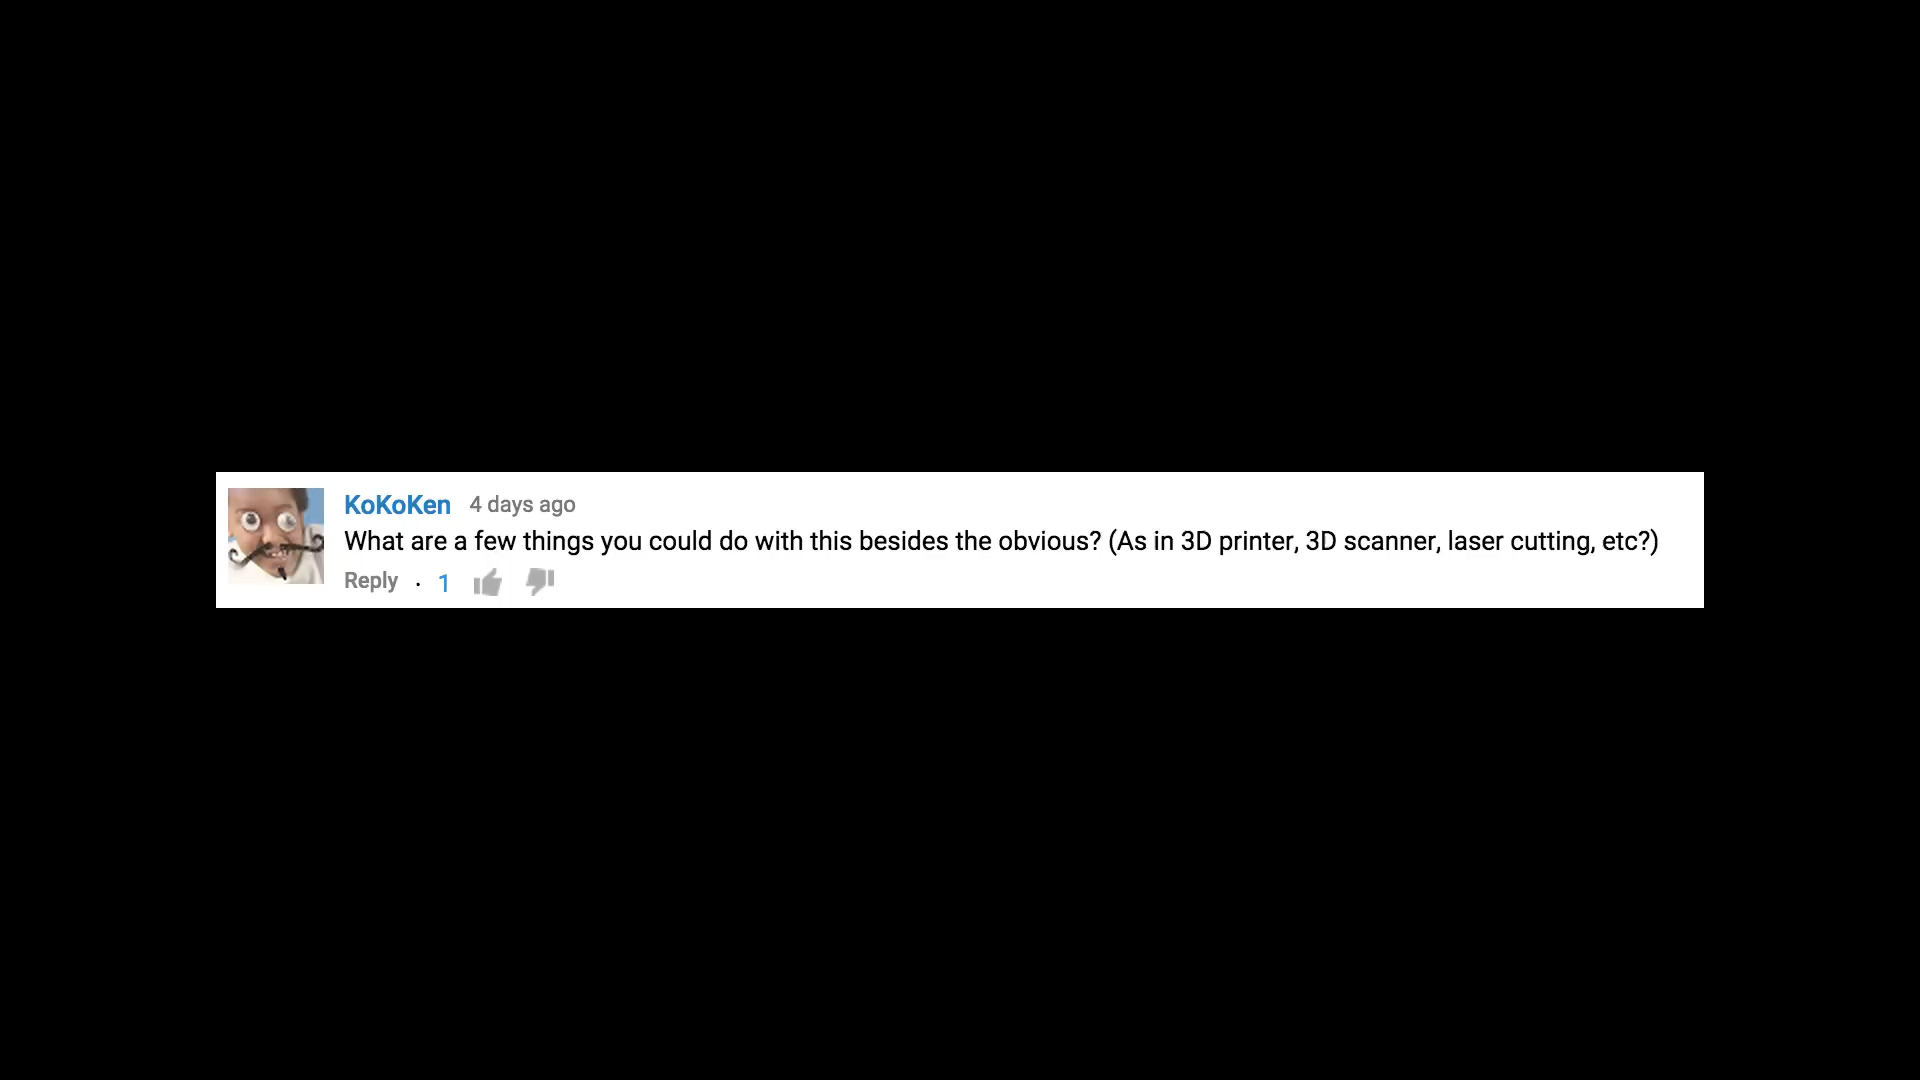 KoKoKen 4 days ago
What are a few things you could do with this besides the obvious? (As in 3D printer, 3D scanner, laser cutting, etc?)
Reply · 1